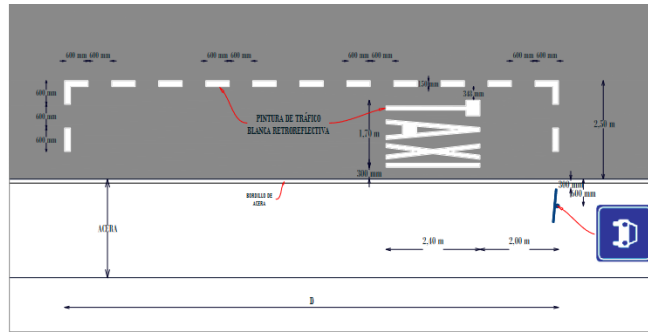 600 mm 600 mm
600 mm 600 mm
600 mm 600 mm
600 mm 600 mm
600 mm
600 mm
600 mm
150 mm
340 mm
PINTURA DE TRÁFICO
BLANCA RETROREFLECTIVA
1,70 m
2,50 m
300 mm
300 mm
600 mm
BORDILLO DE
ACERA
ACERA
2,40 m
2,00 m
D